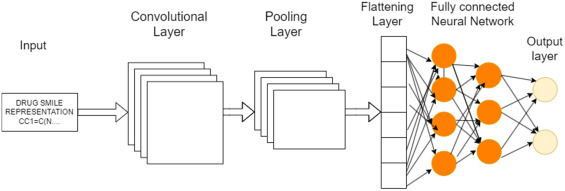 Input
Convolutional
Layer
Pooling
Layer
Flattening
Layer
Fully connected
Neural Network
Output
layer
DRUG SMILE
REPRESENTATION
CC1=C(N....